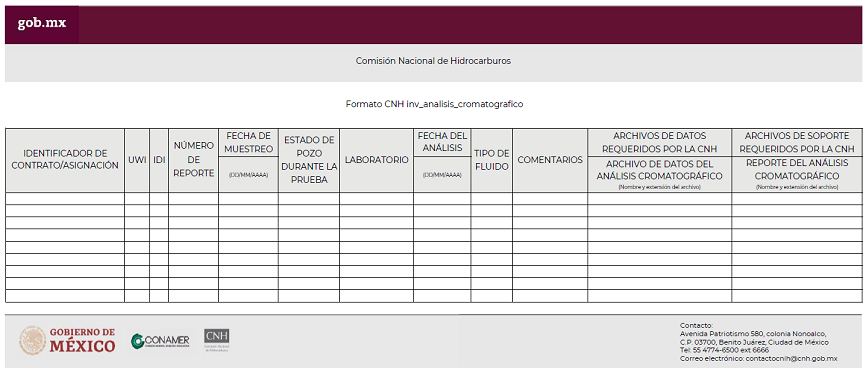 gob.mx
Comisión Nacional de Hidrocarburos
Formato CNH inv_analisis_cromatografico
IDENTIFICADOR DE
CONTRATO/ASIGNACIÓN
UWI
IDI
NÚMERO
DE
REPORTE
FECHA DE
MUESTREO
(DD/MM/AAAA)
ESTADO DE
POZO
DURANTE LA
PRUEBA
LABORATORIO
FECHA DEL
ANÁLISIS
(DD/MM/AAAA)
TIPO DE
FLUIDO
COMENTARIOS
ARCHIVOS DE DATOS
REQUERIDOS POR LA CNH
ARCHIVO DE DATOS DEL
ANÁLISIS CROMATOGRÁFICO
(Nombre y extensión del archivo)
ARCHIVOS DE SOPORTE
REQUERIDOS POR LA CNH
REPORTE DEL ANÁLISIS
CROMATOGRÁFICO
(Nombre y extensión del archivo)
GOBIERNO DE
MÉXICO
CONAMER
CNH
Contacto:
Avenida Patriotismo 580, colonia Nonoalco,
C.P. 03700, Benito Juárez, Ciudad de México
Tel: 55 4774-6500 ext 6666
Correo electrónico: contactocnih@cnh.gob.mx